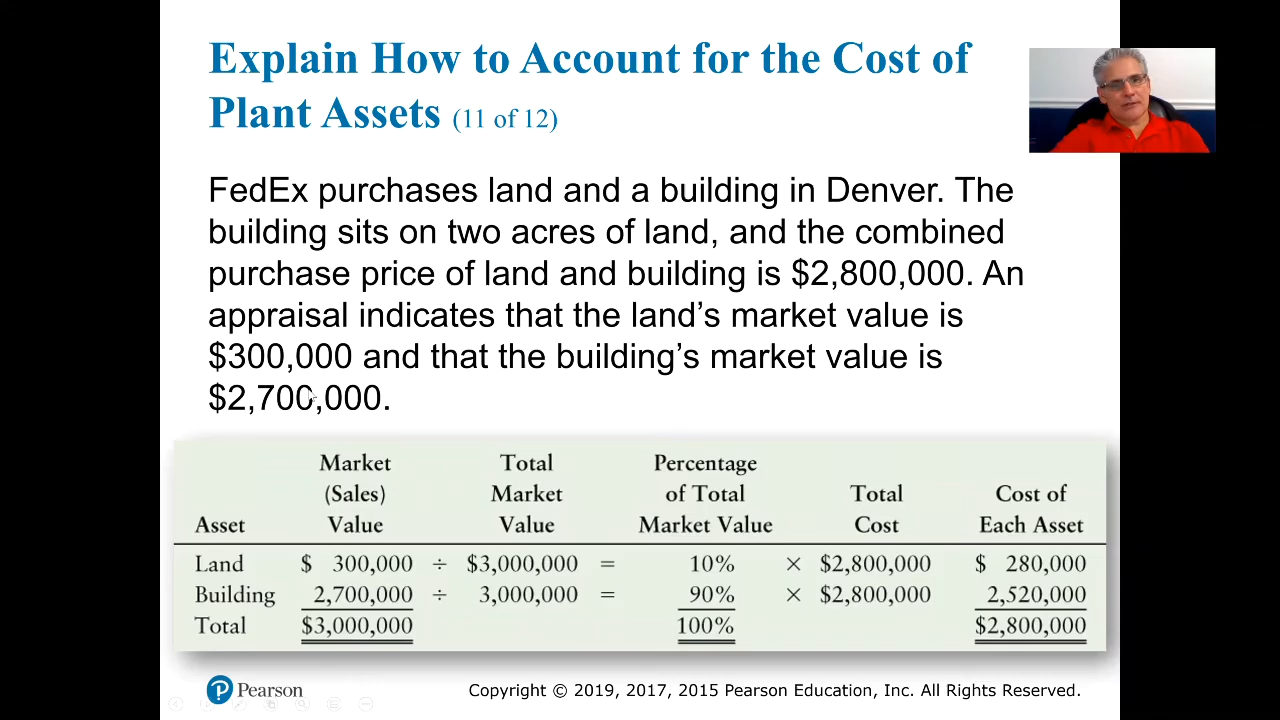 Explain How to Account for the Cost of
Plant Assets (11 of 12)
FedEx purchases land and a building in Denver. The
building sits on two acres of land, and the combined
purchase price of land and building is $2,800,000. An
appraisal indicates that the land’s market value is
$300,000 and that the building’s market value is
$2,700,000.
Market Total Percentage
(Sales) Market of Total Total Cost of
Asset Value Value Market Value Cost Each Asset
Land $ 300,000 ÷ $3,000,000 = 10% × $2,800,000 $ 280,000
Building 2,700,000 ÷ 3,000,000 = 90% × $2,800,000 2,520,000
Total $3,000,000 100% $2,800,000
P Pearson
Copyright © 2019, 2017, 2015 Pearson Education, Inc. All Rights Reserved.